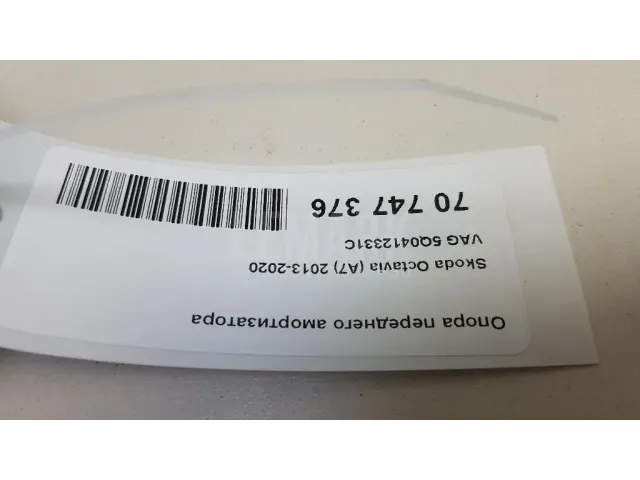 Опора переднего амортизатора
Skoda Octavia (A7) 2013-2020
VAG 5Q0412331C
70 747 376